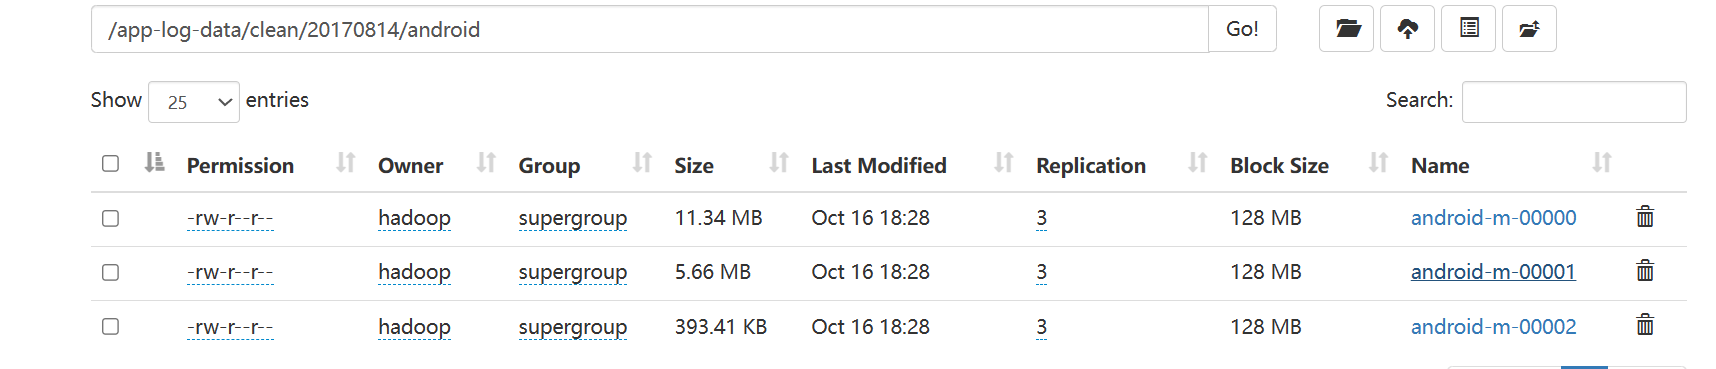 /app-log-data/clean/20170814/android Go!
Show 25 entries Search:
Permission Owner Group Size Last Modified Replication Block Size Name
-rw-r--r-- hadoop supergroup 11.34 MB Oct 16 18:28 3 128 MB android-m-00000
-rw-r--r-- hadoop supergroup 5.66 MB Oct 16 18:28 3 128 MB android-m-00001
-rw-r--r-- hadoop supergroup 393.41 KB Oct 16 18:28 3 128 MB android-m-00002